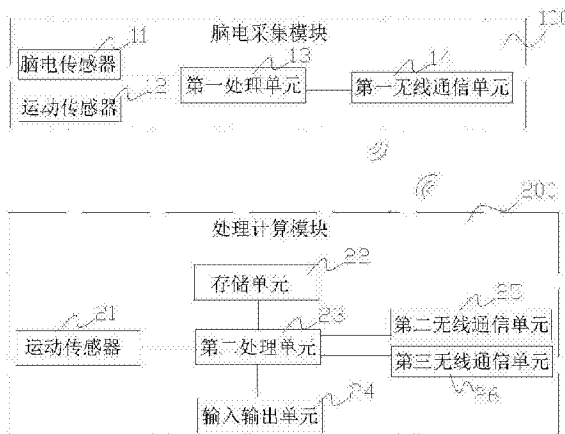 脑电采集模块
100
11
脑电传感器
12
运动传感器
13
第一处理单元
14
第一无线通信单元
200
处理计算模块
22
存储单元
21
运动传感器
23
第二处理单元
25
第二无线通信单元
第三无线通信单元
26
24
输入输出单元